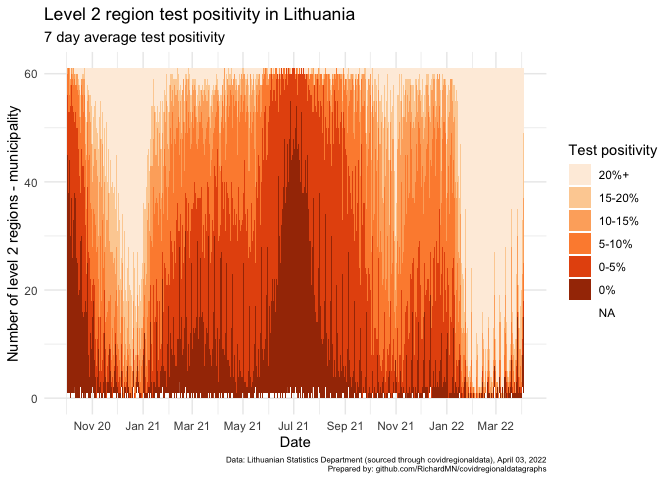 Level 2 region test positivity in Lithuania
7 day average test positivity
Number of level 2 regions - municipality
60
40
20
0
Nov 20 Jan 21 Mar 21 May 21 Jul 21 Sep 21 Nov 21 Jan 22 Mar 22
Date
Test positivity
20%+
15-20%
10-15%
5-10%
0-5%
0%
NA
Data: Lithuanian Statistics Department (sourced through covidregionaldata), April 03, 2022
Prepared by: github.com/RichardMN/covidregionaldatagraphs